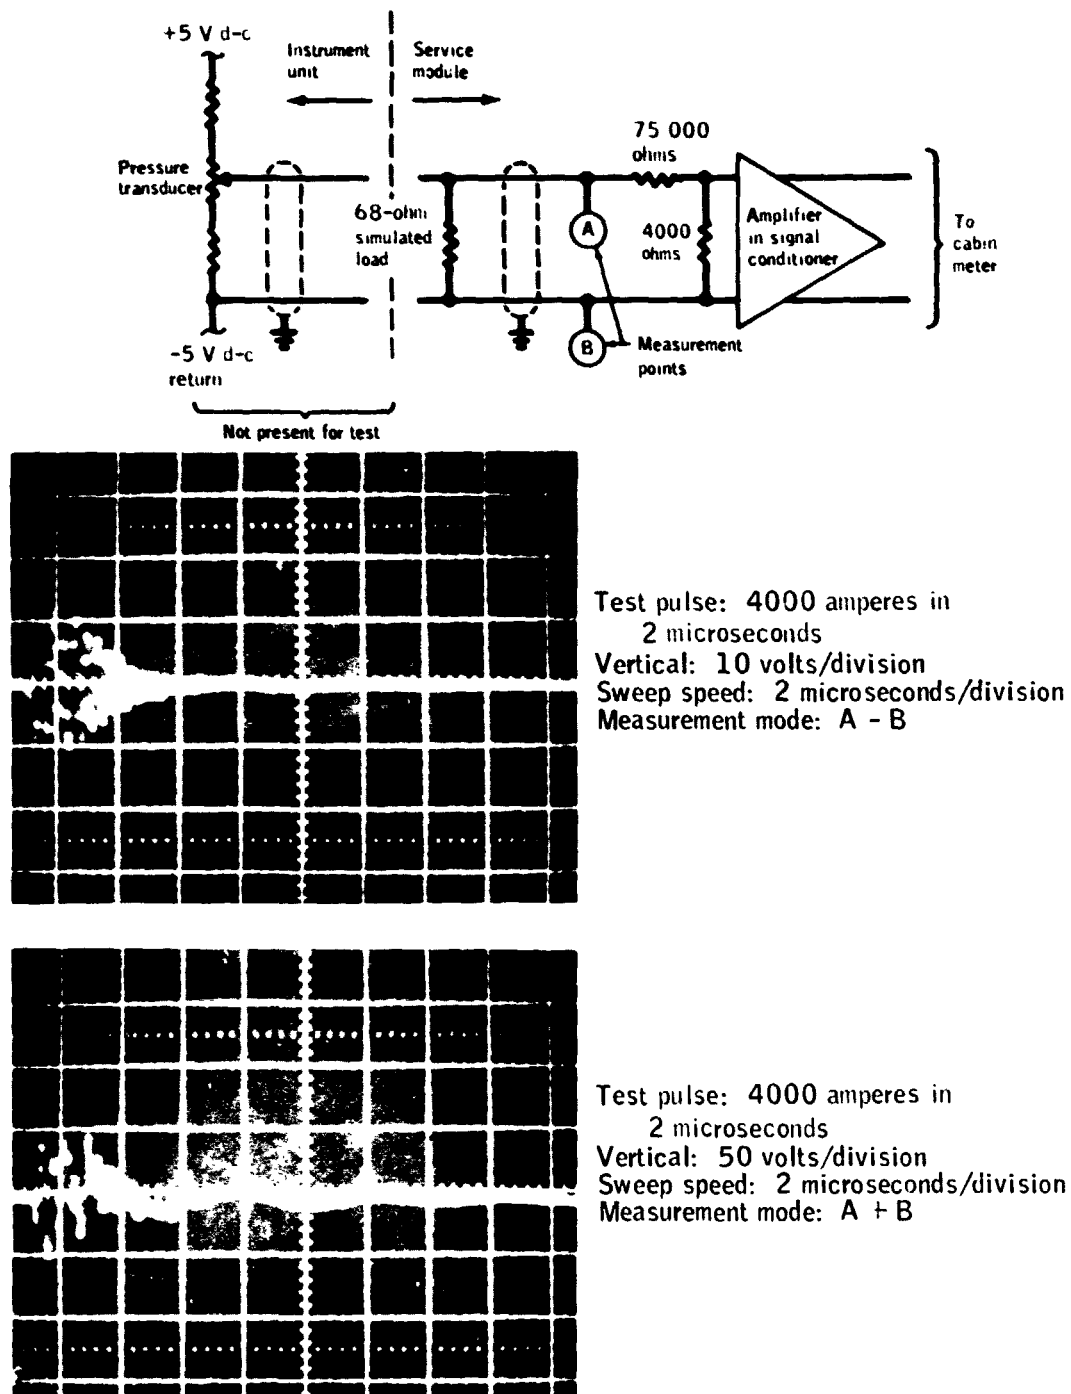 +5 V d-c
Instrument
unit
Service
module
75 000
ohms
Pressure
transducer
68-ohm
simulated
load
A
4000
ohms
Amplifier
in signal
conditioner
To
cabin
meter
B
Measurement
points
-5 V d-c
return
Not present for test
Test pulse: 4000 amperes in
2 microseconds
Vertical: 10 volts/division
Sweep speed: 2 microseconds/division
Measurement mode: A - B
Test pulse: 4000 amperes in
2 microseconds
Vertical: 50 volts/division
Sweep speed: 2 microseconds/division
Measurement mode: A + B